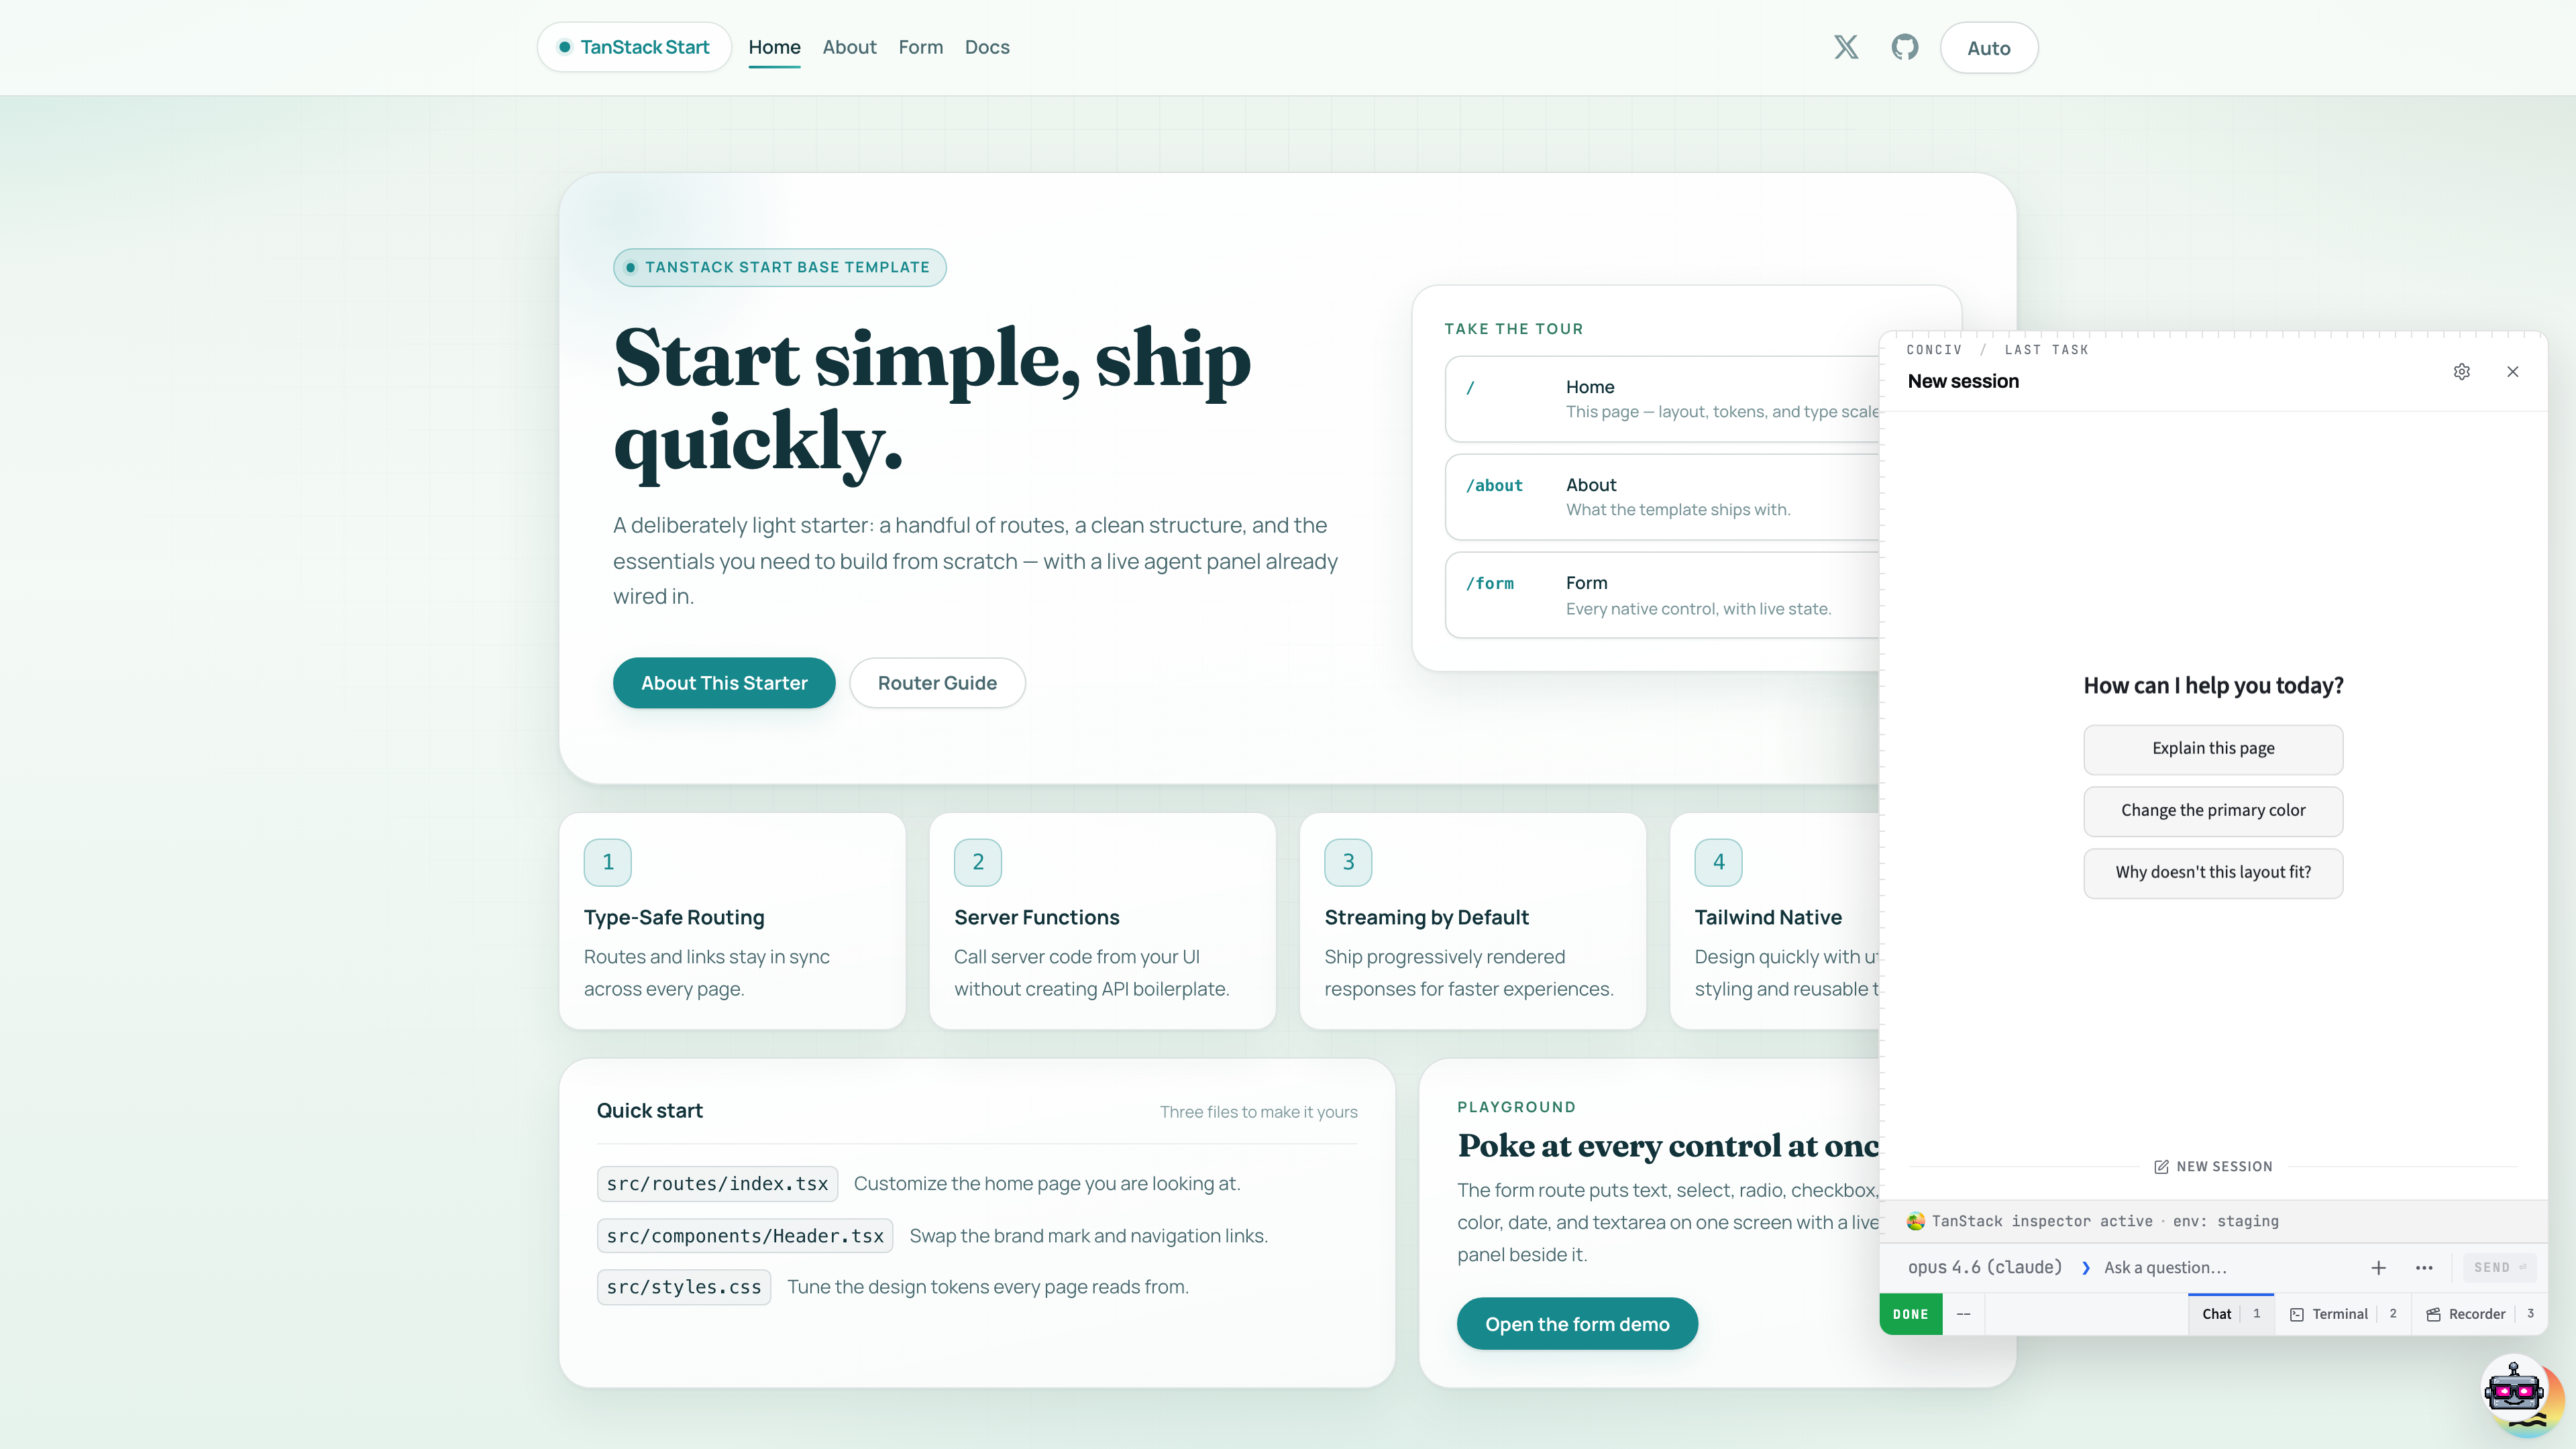 TanStack Start
Home
About
Form
Docs
Auto
TANSTACK START BASE TEMPLATE
Start simple, ship
quickly.
A deliberately light starter: a handful of routes, a clean structure, and the
essentials you need to build from scratch — with a live agent panel already
wired in.
About This Starter
Router Guide
TAKE THE TOUR
/
Home
This page — layout, tokens, and type scale
/about
About
What the template ships with.
/form
Form
Every native control, with live state.
1
Type-Safe Routing
Routes and links stay in sync
across every page.
2
Server Functions
Call server code from your UI
without creating API boilerplate.
3
Streaming by Default
Ship progressively rendered
responses for faster experiences.
4
Tailwind Native
Design quickly with
styling and reusable
Quick start
Three files to make it yours
src/routes/index.tsx Customize the home page you are looking at.
src/components/Header.tsx Swap the brand mark and navigation links.
src/styles.css Tune the design tokens every page reads from.
PLAYGROUND
Poke at every control at onc
The form route puts text, select, radio, checkbox,
color, date, and textarea on one screen with a live
panel beside it.
Open the form demo
CONCIV / LAST TASK
New session
How can I help you today?
Explain this page
Change the primary color
Why doesn't this layout fit?
NEW SESSION
TanStack inspector active · env: staging
opus 4.6 (claude) ❯ Ask a question…
SEND ⏎
DONE
--
Chat 1
Terminal 2
Recorder 3